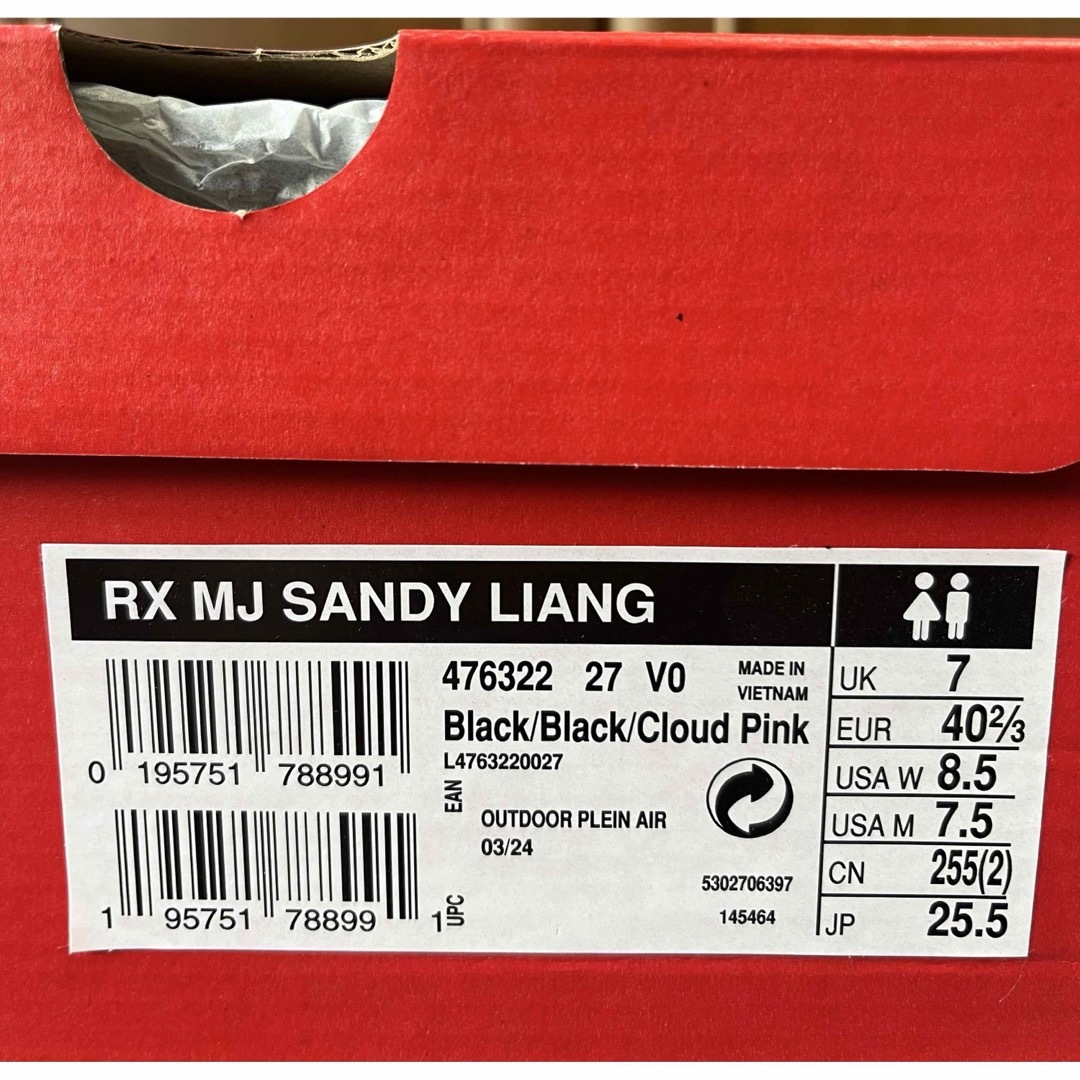 RX MJ SANDY LIANG
476322 27 V0
MADE IN
VIETNAM
Black/Black/Cloud Pink
L4763220027
0 195751 788991
EAN
OUTDOOR PLEIN AIR
03/24
5302706397
145464
1 95751 78899 1
UPC
UK 7
EUR 40⅔
USA W 8.5
USA M 7.5
CN 255(2)
JP 25.5